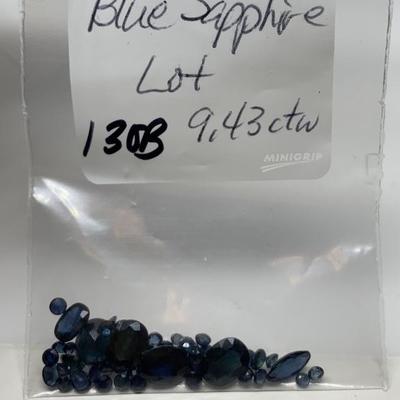 Blue Sapphire
Lot
130B 9.43ctw
MINIGRIP